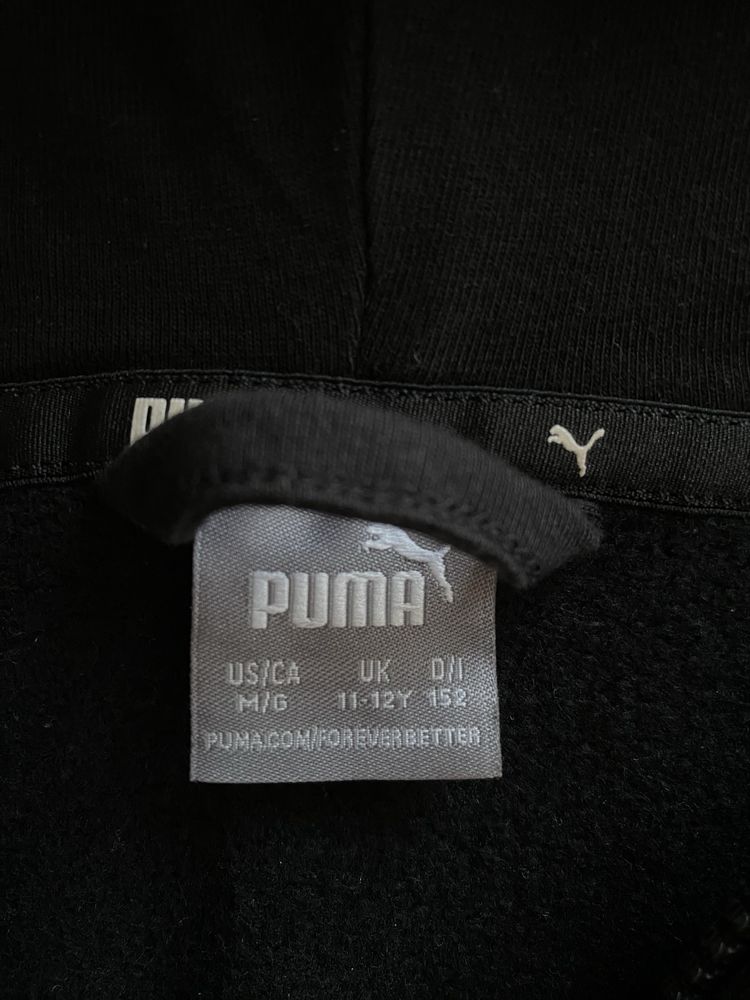 PUMA
US/CA UK D/I
M/G 11-12Y 152
PUMA.COM/FOREVERBETTER